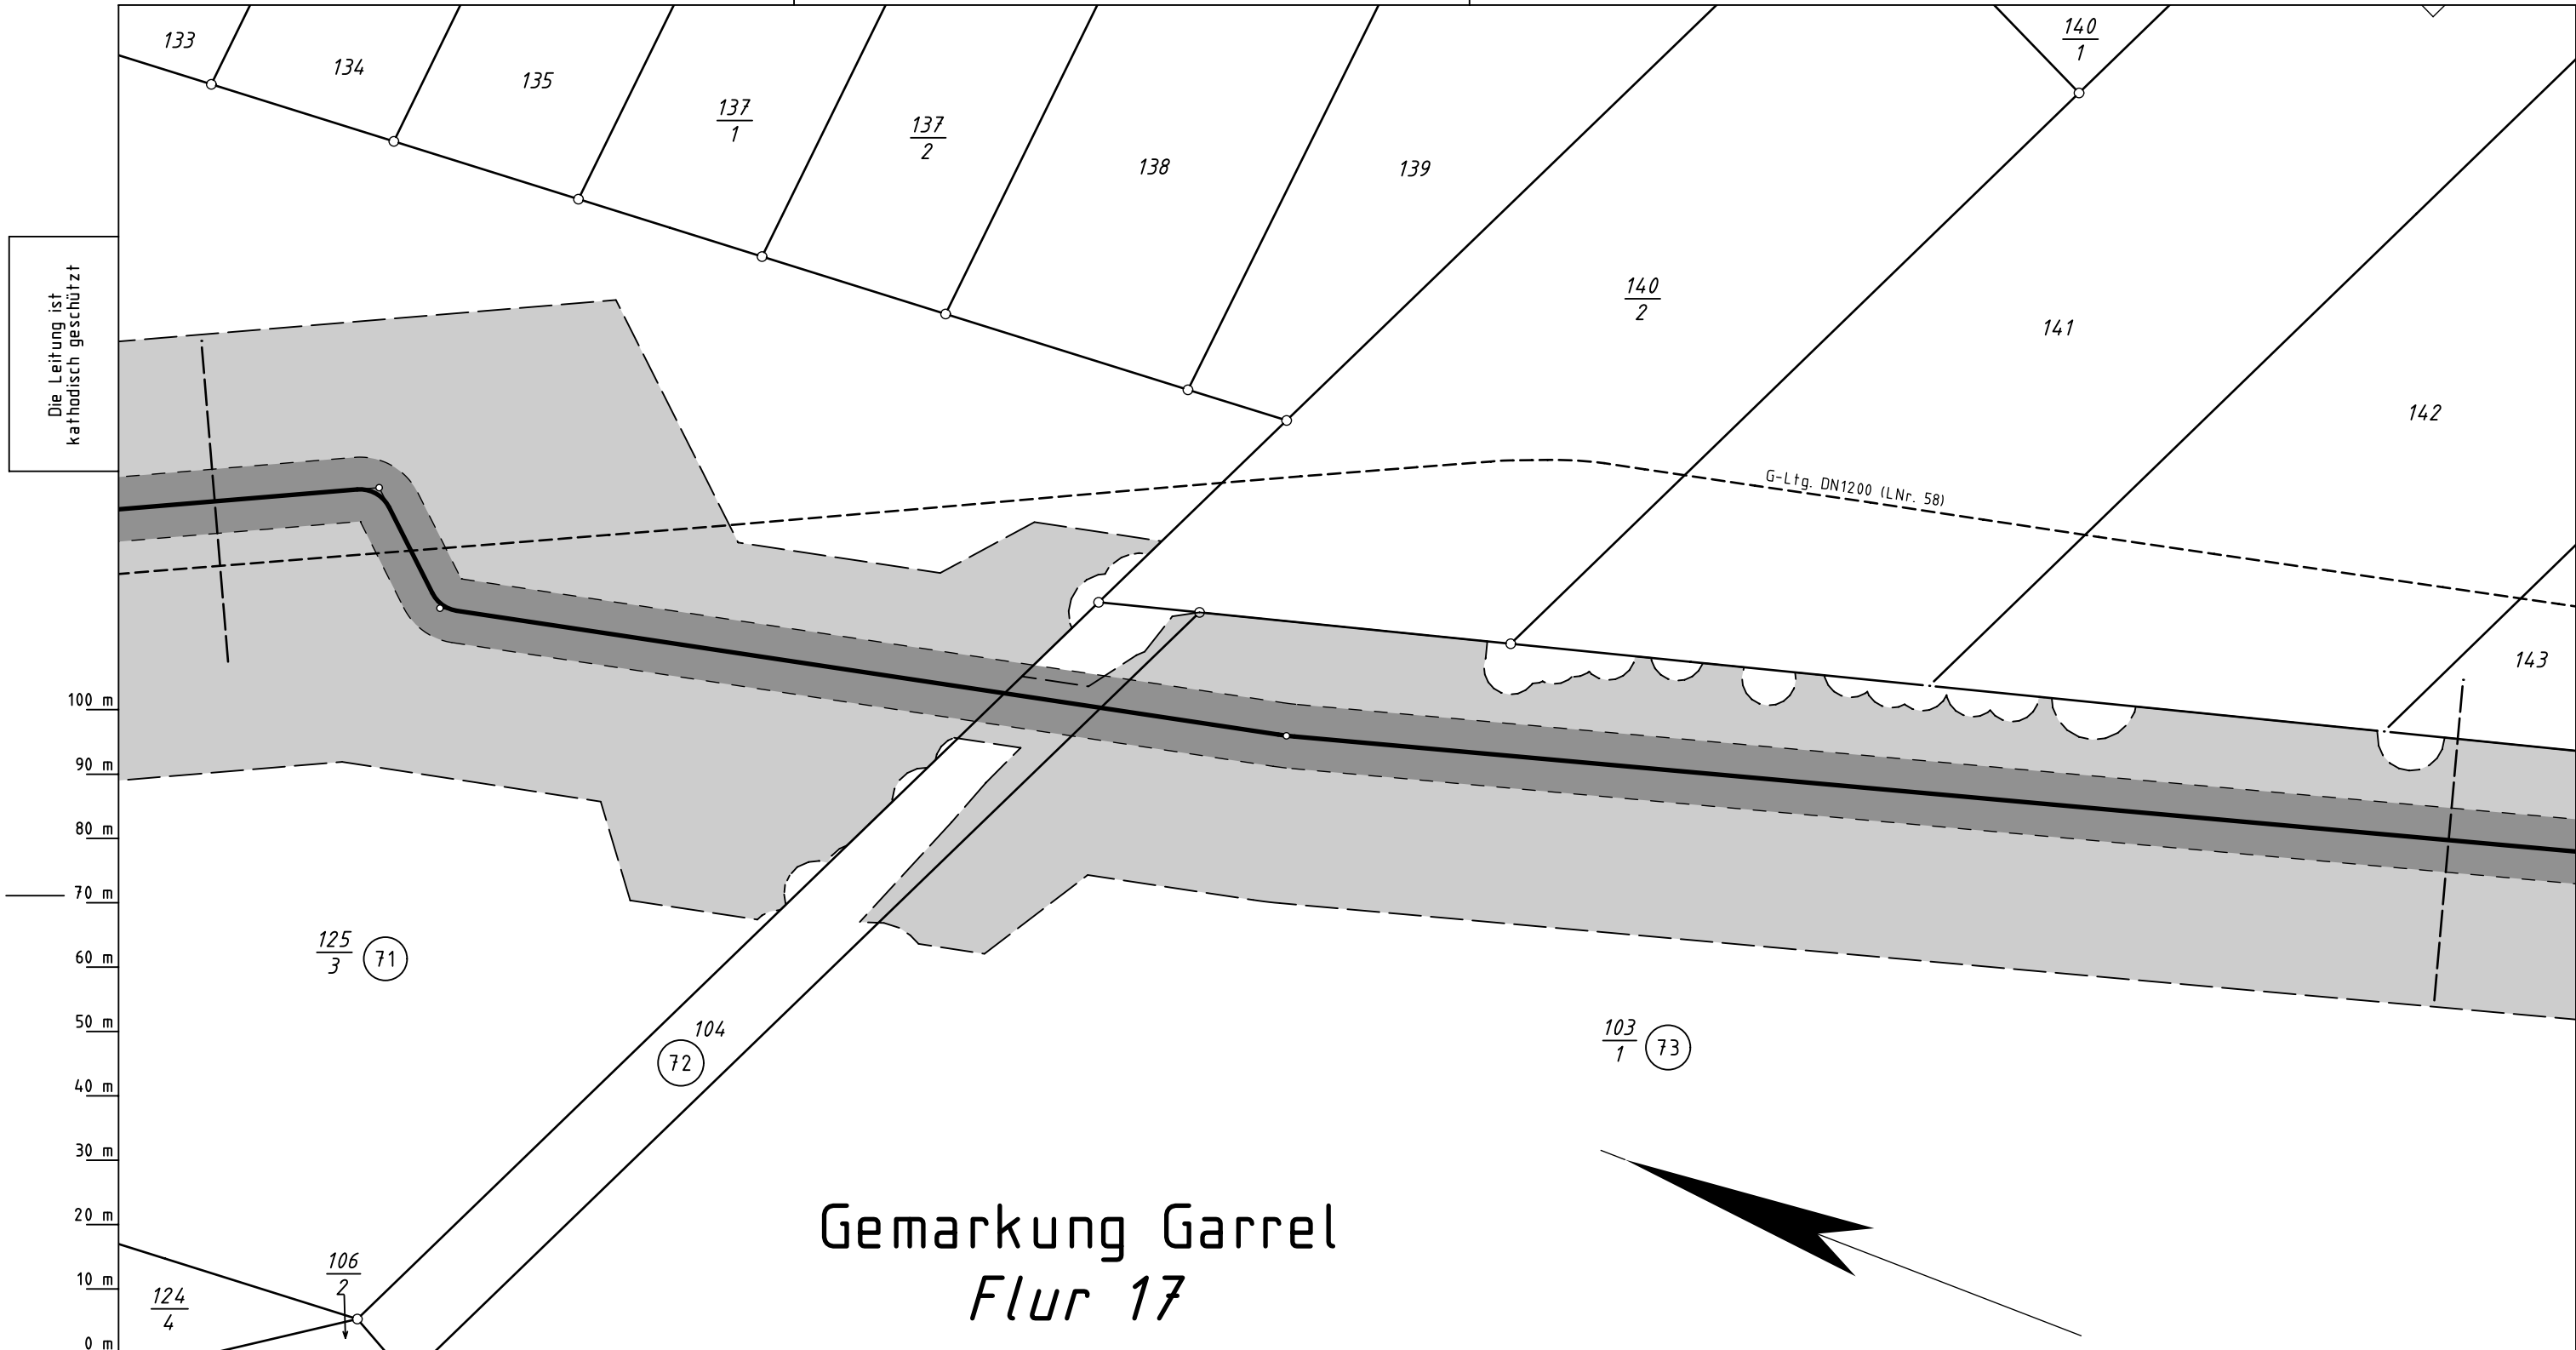 133
134
135
137
1
137
2
138
139
140
1
140
2
141
142
143
Die Leitung ist
kathodisch geschützt
G-Ltg. DN1200 (LNr. 58)
100 m
90 m
80 m
70 m
60 m
50 m
40 m
30 m
20 m
10 m
0 m
125
3
71
104
72
103
1
73
106
2
124
4
Gemarkung Garrel
Flur 17